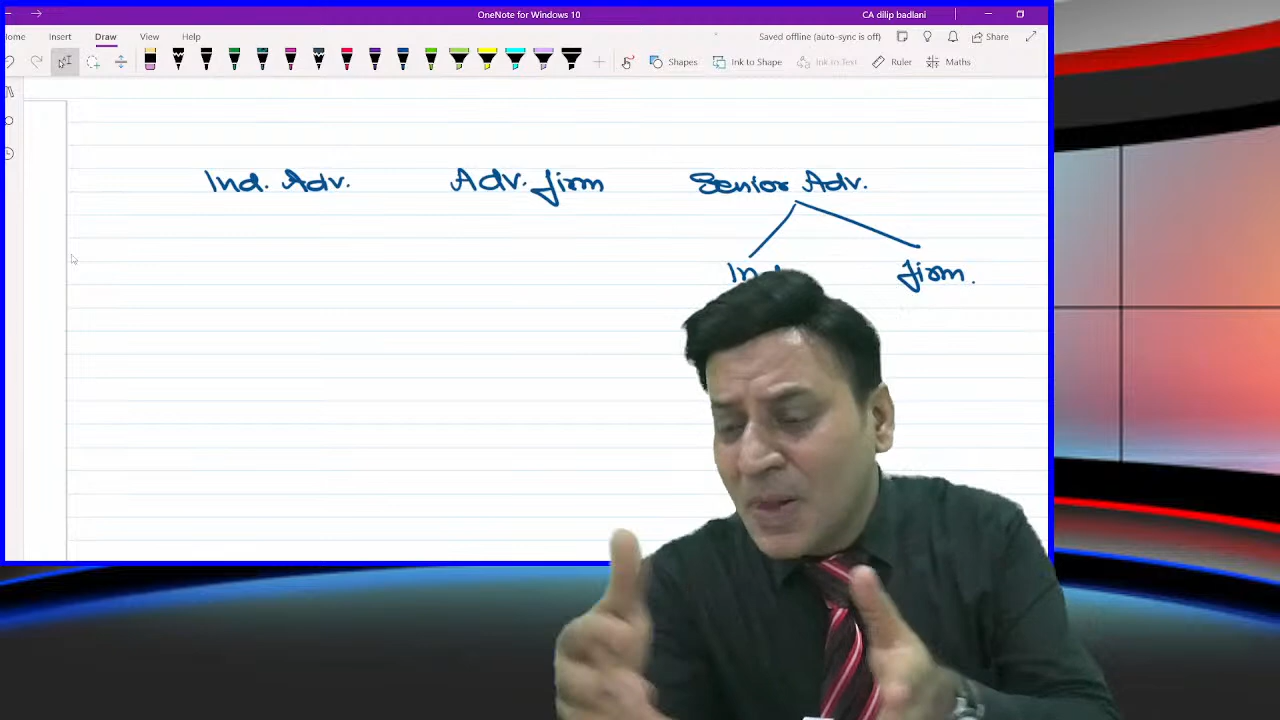 OneNote for Windows 10
CA dilip badlani
Insert Draw View Help
Saved offline (auto-sync is off)
Share
Shapes Ink to Shape Ink to Text Ruler Maths
Ind. Adv. Adv. firm Senior Adv.
firm.